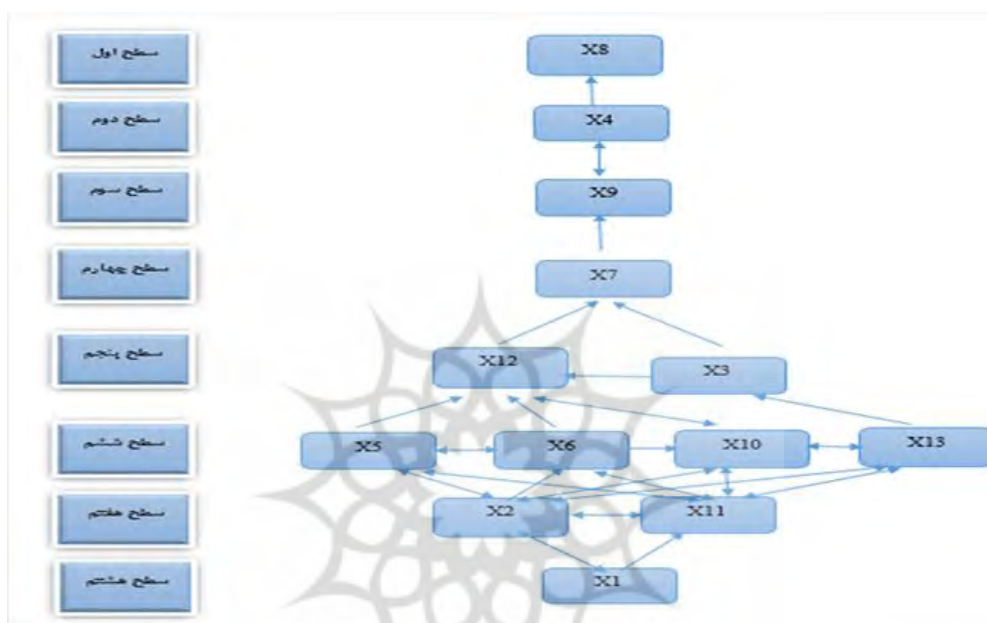 سطح اول
X8
سطح دوم
X4
سطح سوم
X9
سطح چهارم
X7
سطح پنجم
X12
X3
سطح ششم
X5
X6
X10
X13
سطح هفتم
X2
X11
سطح هشتم
X1